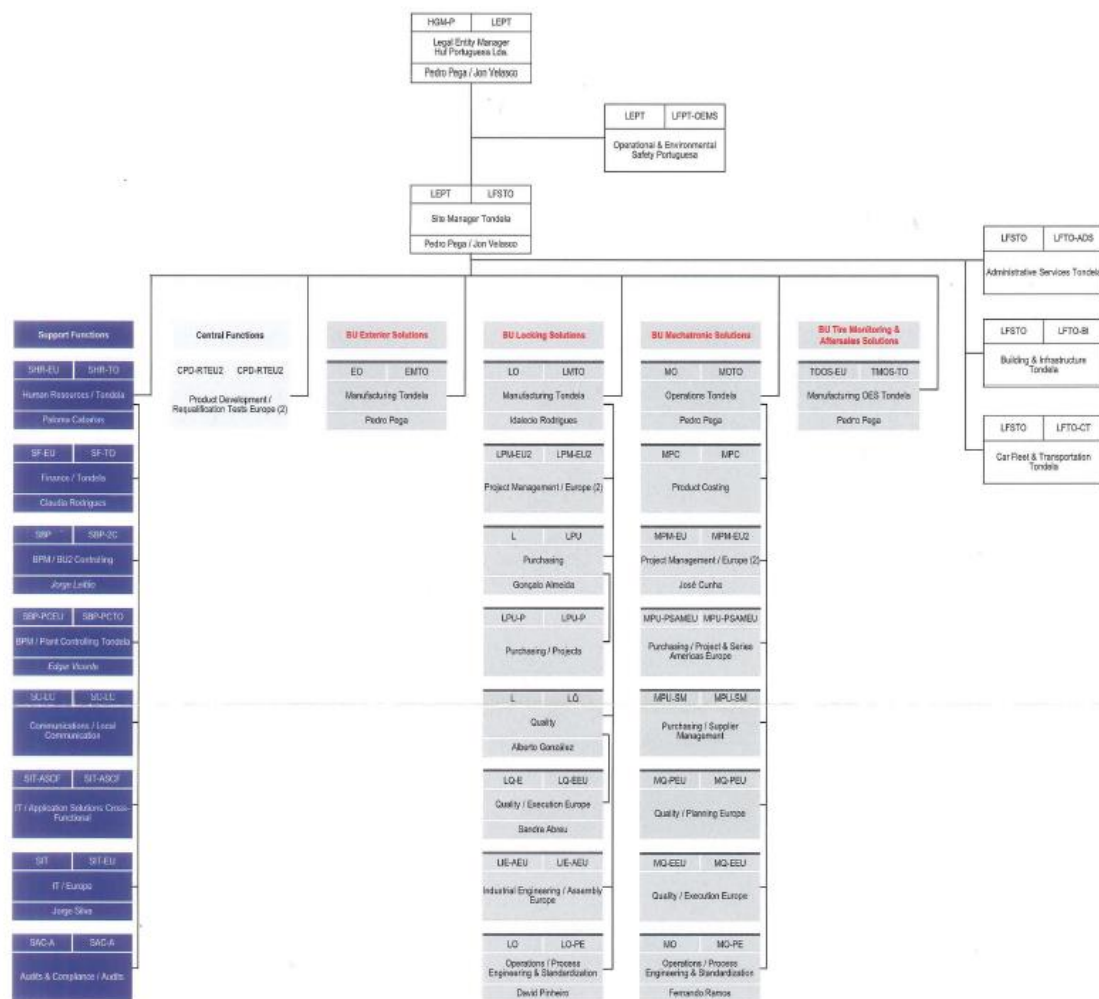 HGM-P LEPT
Legal Entity Manager
Huf Portuguesa Lda.
Pedro Pega / Jon Velasco
LEPT LFPT-OEMS
Operational & Environmental
Safety Portuguesa
LEPT LFSTO
Site Manager Tondela
Pedro Pega / Jon Velasco
LFSTO LFTO-ADS
Administrative Services Tondela
LFSTO LFTO-BI
Building & Infrastructure
Tondela
LFSTO LFTO-CT
Car Fleet & Transportation
Tondela
Support Functions
SHR-EU SHR-TO
Human Resources / Tondela
Paloma Cabañas
SF-EU SF-TO
Finance / Tondela
Claudia Rodrigues
SBP SBP-2C
BPM / BU2 Controlling
Jorge Leitão
SBP-PCEU SBP-PCTO
BPM / Plant Controlling Tondela
Edgar Vicente
SC-LC SC-LC
Communications / Local
Communication
SIT-ASCF SIT-ASCF
IT / Application Solutions Cross-
Functional
SIT SIT-EU
IT / Europe
Jorge Silva
SAC-A SAC-A
Audits & Compliance / Audits
Central Functions
CPD-RTEU2 CPD-RTEU2
Product Development /
Requalification Tests Europe (2)
BU Exterior Solutions
EO EMTO
Manufacturing Tondela
Pedro Pega
BU Locking Solutions
LO LMTO
Manufacturing Tondela
Idalecio Rodrigues
LPM-EU2 LPM-EU2
Project Management / Europe (2)
L LPU
Purchasing
Gonçalo Almeida
LPU-P LPU-P
Purchasing / Projects
L LQ
Quality
Alberto González
LQ-E LQ-EEU
Quality / Execution Europe
Sandra Abreu
LIE-AEU LIE-AEU
Industrial Engineering / Assembly
Europe
LO LO-PE
Operations / Process
Engineering & Standardization
David Pinheiro
BU Mechatronic Solutions
MO MOTO
Operations Tondela
Pedro Pega
MPC MPC
Product Costing
MPM-EU MPM-EU2
Project Management / Europe (2)
José Cunha
MPU-PSAMEU MPU-PSAMEU
Purchasing / Project & Series
Americas Europe
MPU-SM MPU-SM
Purchasing / Supplier
Management
MQ-PEU MQ-PEU
Quality / Planning Europe
MQ-EEU MQ-EEU
Quality / Execution Europe
MO MO-PE
Operations / Process
Engineering & Standardization
Fernando Ramos
BU Tire Monitoring &
Aftersales Solutions
TDOS-EU TMOS-TO
Manufacturing OES Tondela
Pedro Pega